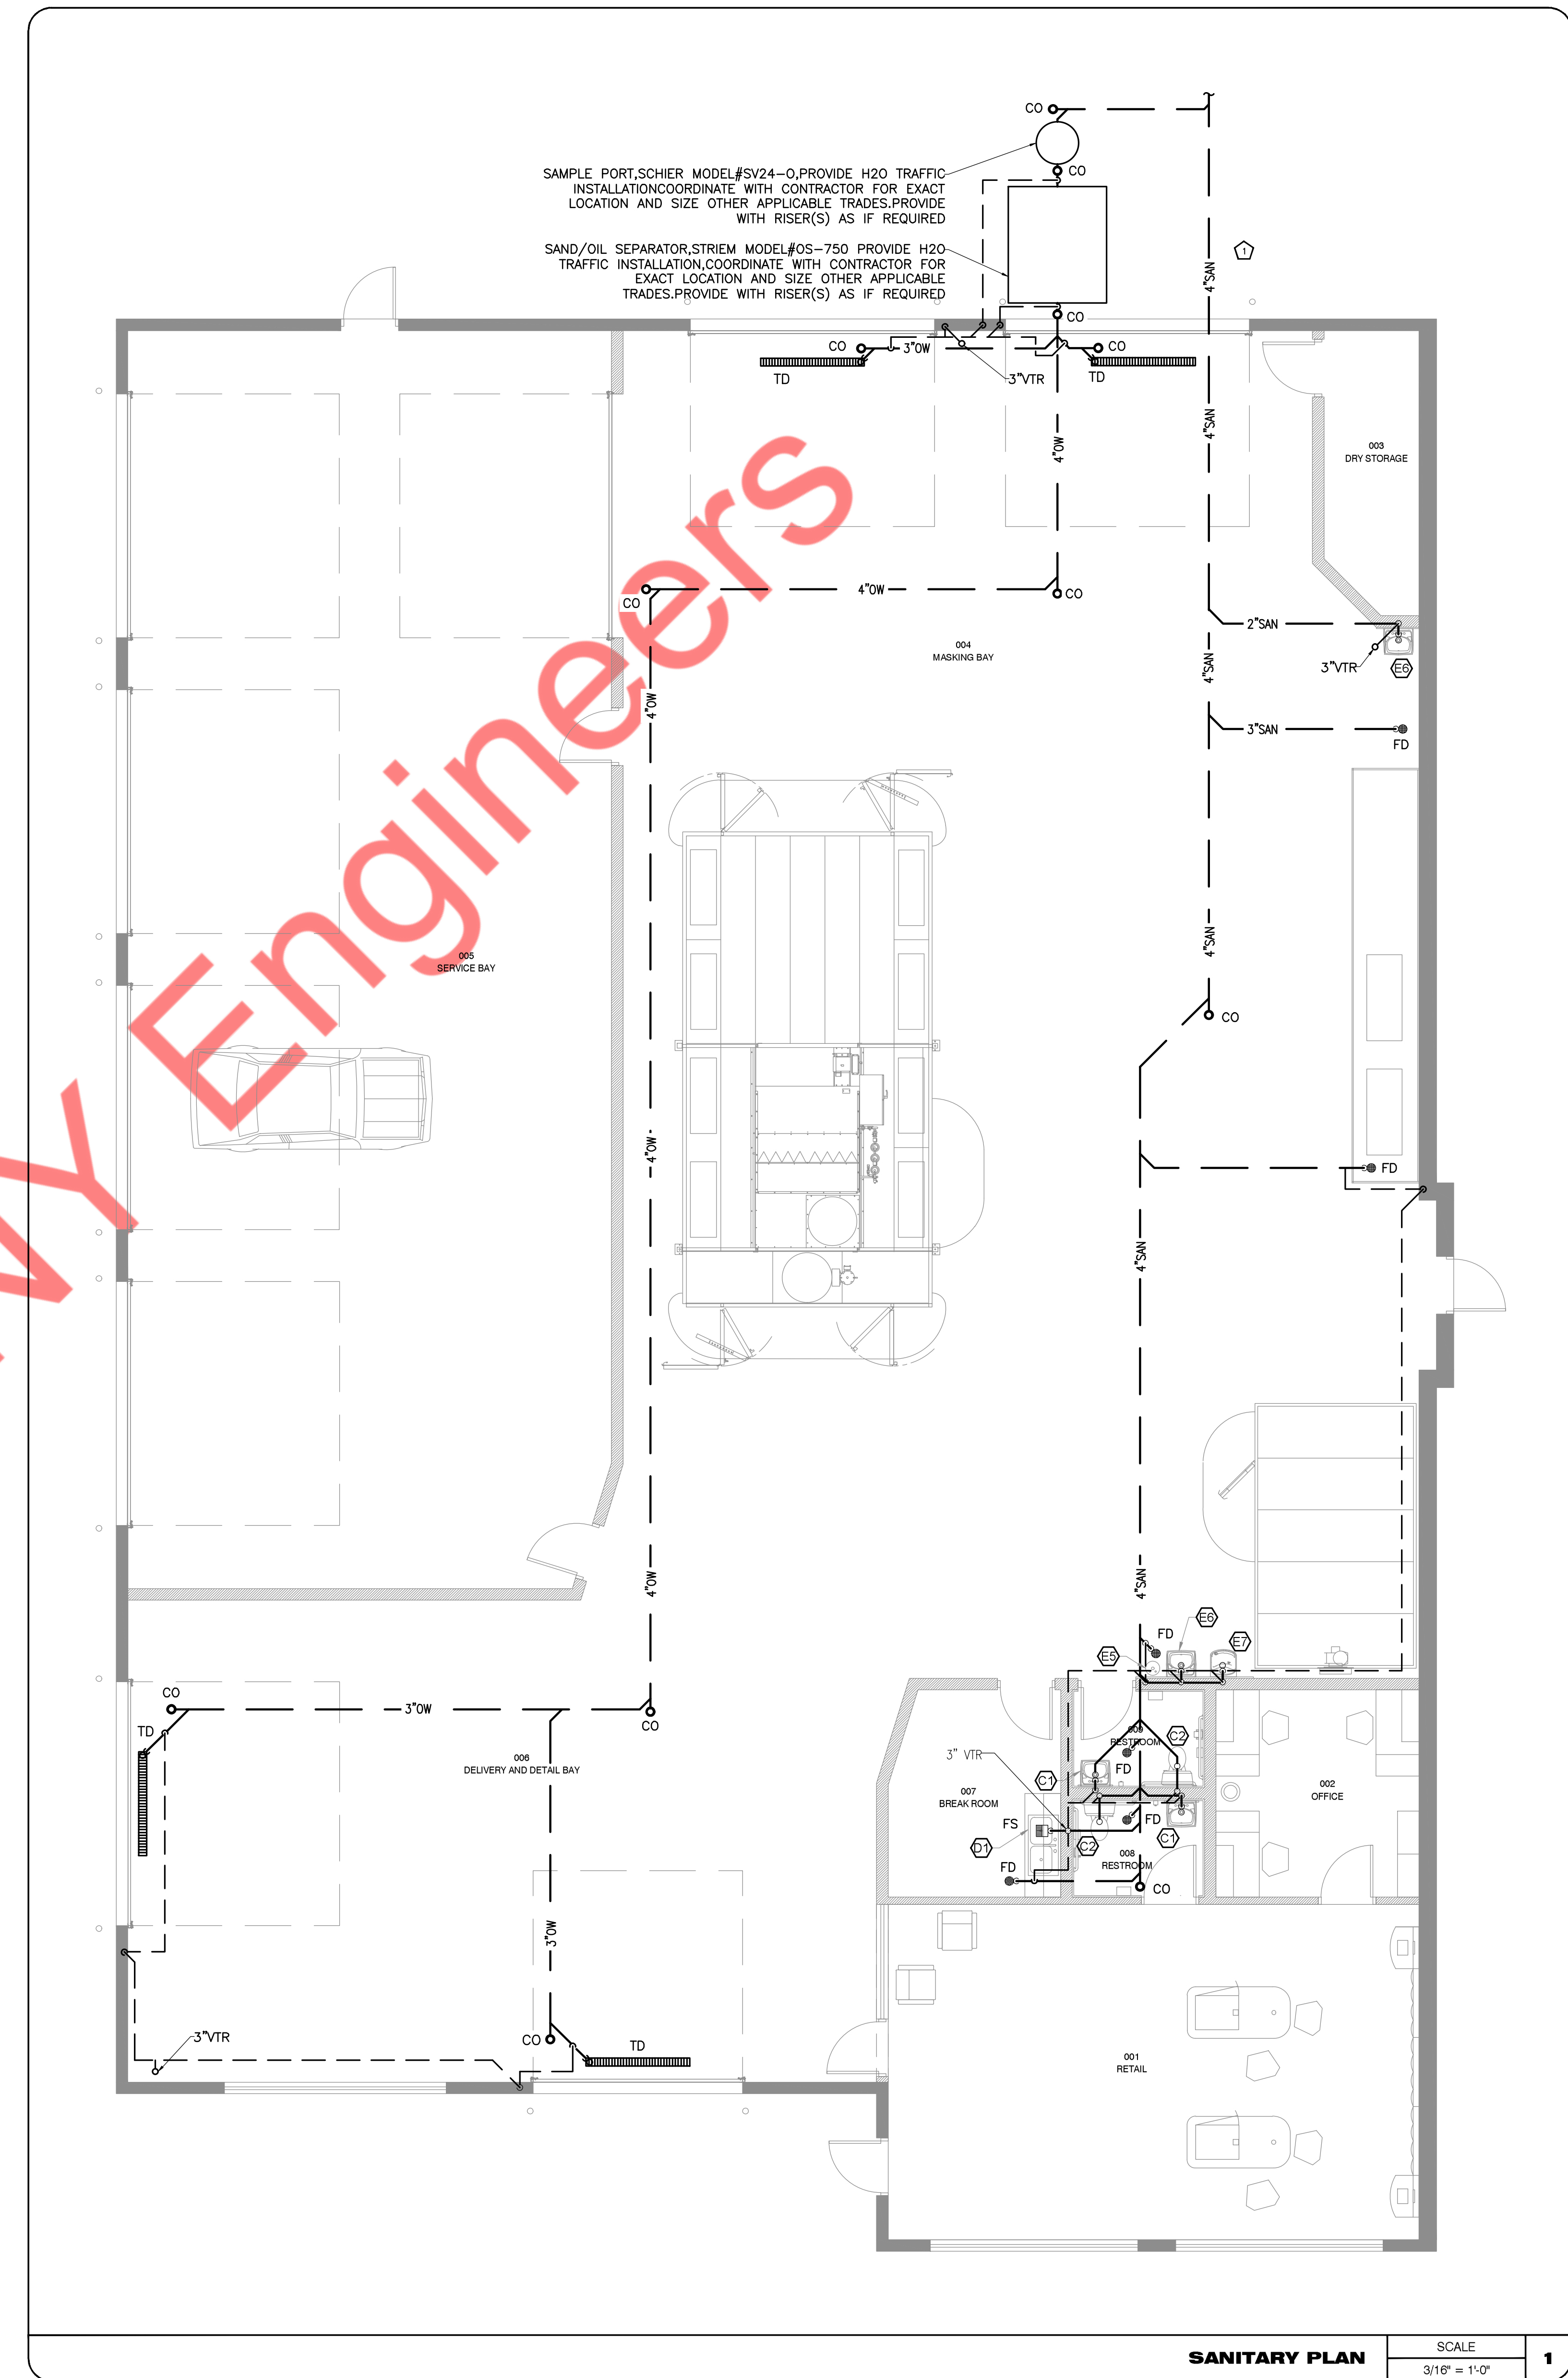 CO
SAMPLE PORT,SCHIER MODEL#SV24-O,PROVIDE H2O TRAFFIC
INSTALLATIONCOORDINATE WITH CONTRACTOR FOR EXACT
LOCATION AND SIZE OTHER APPLICABLE TRADES.PROVIDE
WITH RISER(S) AS IF REQUIRED
CO
SAND/OIL SEPARATOR,STRIEM MODEL#OS-750 PROVIDE H2O
TRAFFIC INSTALLATION,COORDINATE WITH CONTRACTOR FOR
EXACT LOCATION AND SIZE OTHER APPLICABLE
TRADES.PROVIDE WITH RISER(S) AS IF REQUIRED
1
4"SAN
CO
CO
3"OW
CO
TD
3"VTR
TD
4"OW
4"SAN
003
DRY STORAGE
CO
4"OW
CO
2"SAN
004
MASKING BAY
4"SAN
3"VTR
E6
4"OW
3"SAN
FD
005
SERVICE BAY
4"SAN
CO
4"OW
FD
4"SAN
4"OW
4"SAN
E6
FD
E7
E5
CO
3"OW
CO
TD
006
DELIVERY AND DETAIL BAY
3" VTR
009
RESTROOM
C2
FD
C1
007
BREAK ROOM
002
OFFICE
FS
FD
D1
C2
C1
008
RESTROOM
FD
CO
3"OW
3"VTR
CO
TD
001
RETAIL
NY Engineers
SANITARY PLAN
SCALE
3/16" = 1'-0"
1